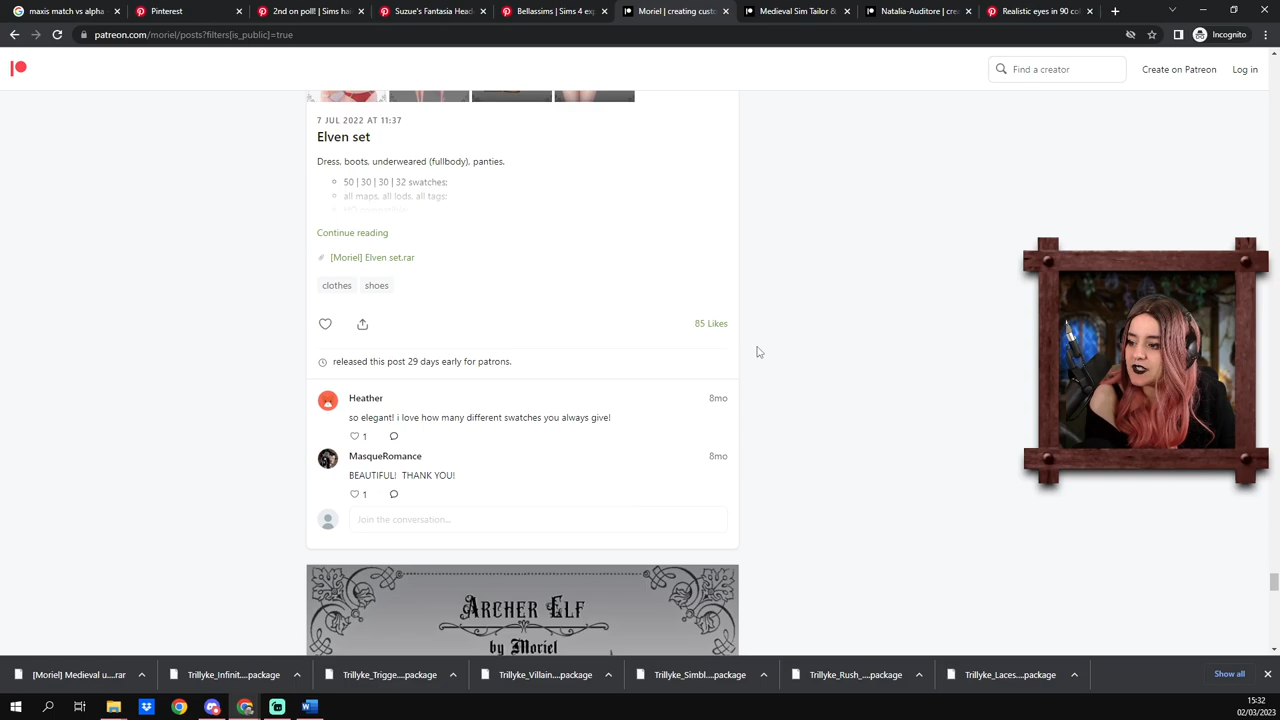 maxis match vs alpha
Pinterest
2nd on poll! Sims hai
Suzue's Fantasia Head
Bellassims | Sims 4 exp
Moriel | creating custo
Medieval Sim Tailor &
Natalia-Auditore | cre
Realistic eyes in 90 col
patreon.com/moriel/posts?filters[is_public]=true
Incognito
Find a creator
Create on Patreon
Log in
7 JUL 2022 AT 11:37
Elven set
Dress, boots, underweared (fullbody), panties.
50 | 30 | 30 | 32 swatches;
all maps, all lods, all tags;
HQ compatible
Continue reading
[Moriel] Elven set.rar
clothes
shoes
85 Likes
released this post 29 days early for patrons.
Heather
8mo
so elegant! i love how many different swatches you always give!
1
MasqueRomance
8mo
BEAUTIFUL! THANK YOU!
1
Join the conversation...
ARCHER ELF
by Moriel
[Moriel] Medieval u....rar
Trillyke_Infinit....package
Trillyke_Trigge....package
Trillyke_Villain....package
Trillyke_Simbl....package
Trillyke_Rush_....package
Trillyke_Laces....package
Show all
15:32
02/03/2023